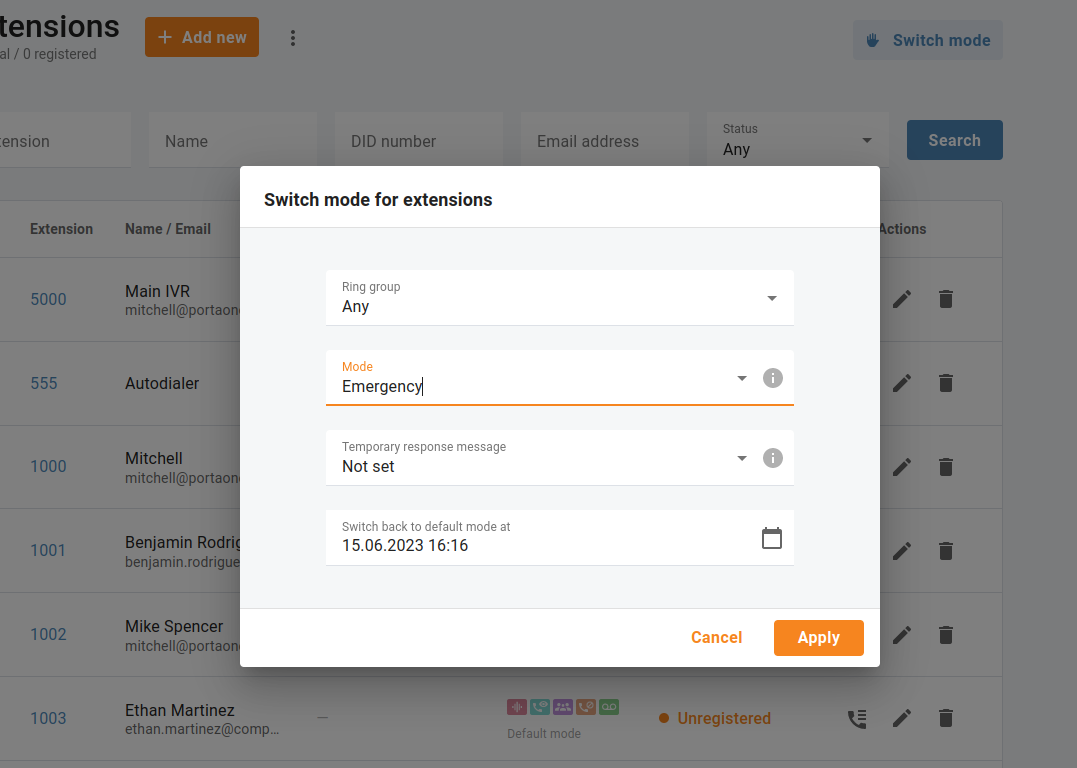 tensions
Add new
Switch mode
al / 0 registered
tension
Name
DID number
Email address
Status
Any
Search
Switch mode for extensions
Extension
Name / Email
Actions
Ring group
Any
5000
Main IVR
mitchell@portaon
Mode
Emergency
555
Autodialer
Temporary response message
Not set
1000
Mitchell
mitchell@portaon
Switch back to default mode at
15.06.2023 16:16
1001
Benjamin Rodrig
benjamin.rodrigue
Cancel
Apply
1002
Mike Spencer
mitchell@portaon
1003
Ethan Martinez
ethan.martinez@comp...
—
Default mode
Unregistered